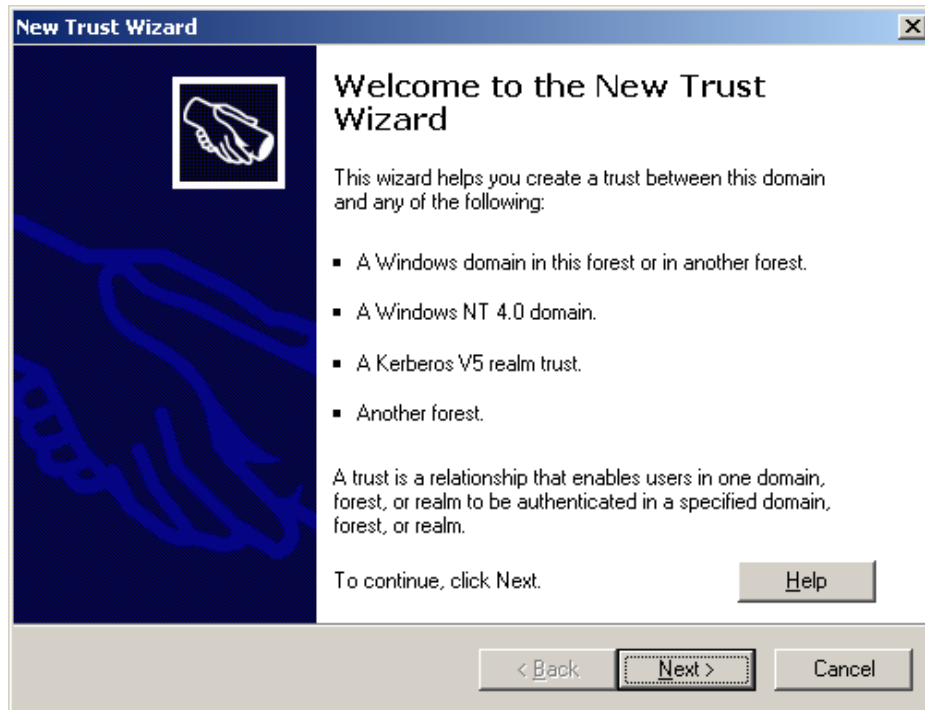 New Trust Wizard
Welcome to the New Trust
Wizard
This wizard helps you create a trust between this domain
and any of the following:
▪ A Windows domain in this forest or in another forest.
▪ A Windows NT 4.0 domain.
▪ A Kerberos V5 realm trust.
▪ Another forest.
A trust is a relationship that enables users in one domain,
forest, or realm to be authenticated in a specified domain,
forest, or realm.
To continue, click Next.
Help
< Back
Next >
Cancel